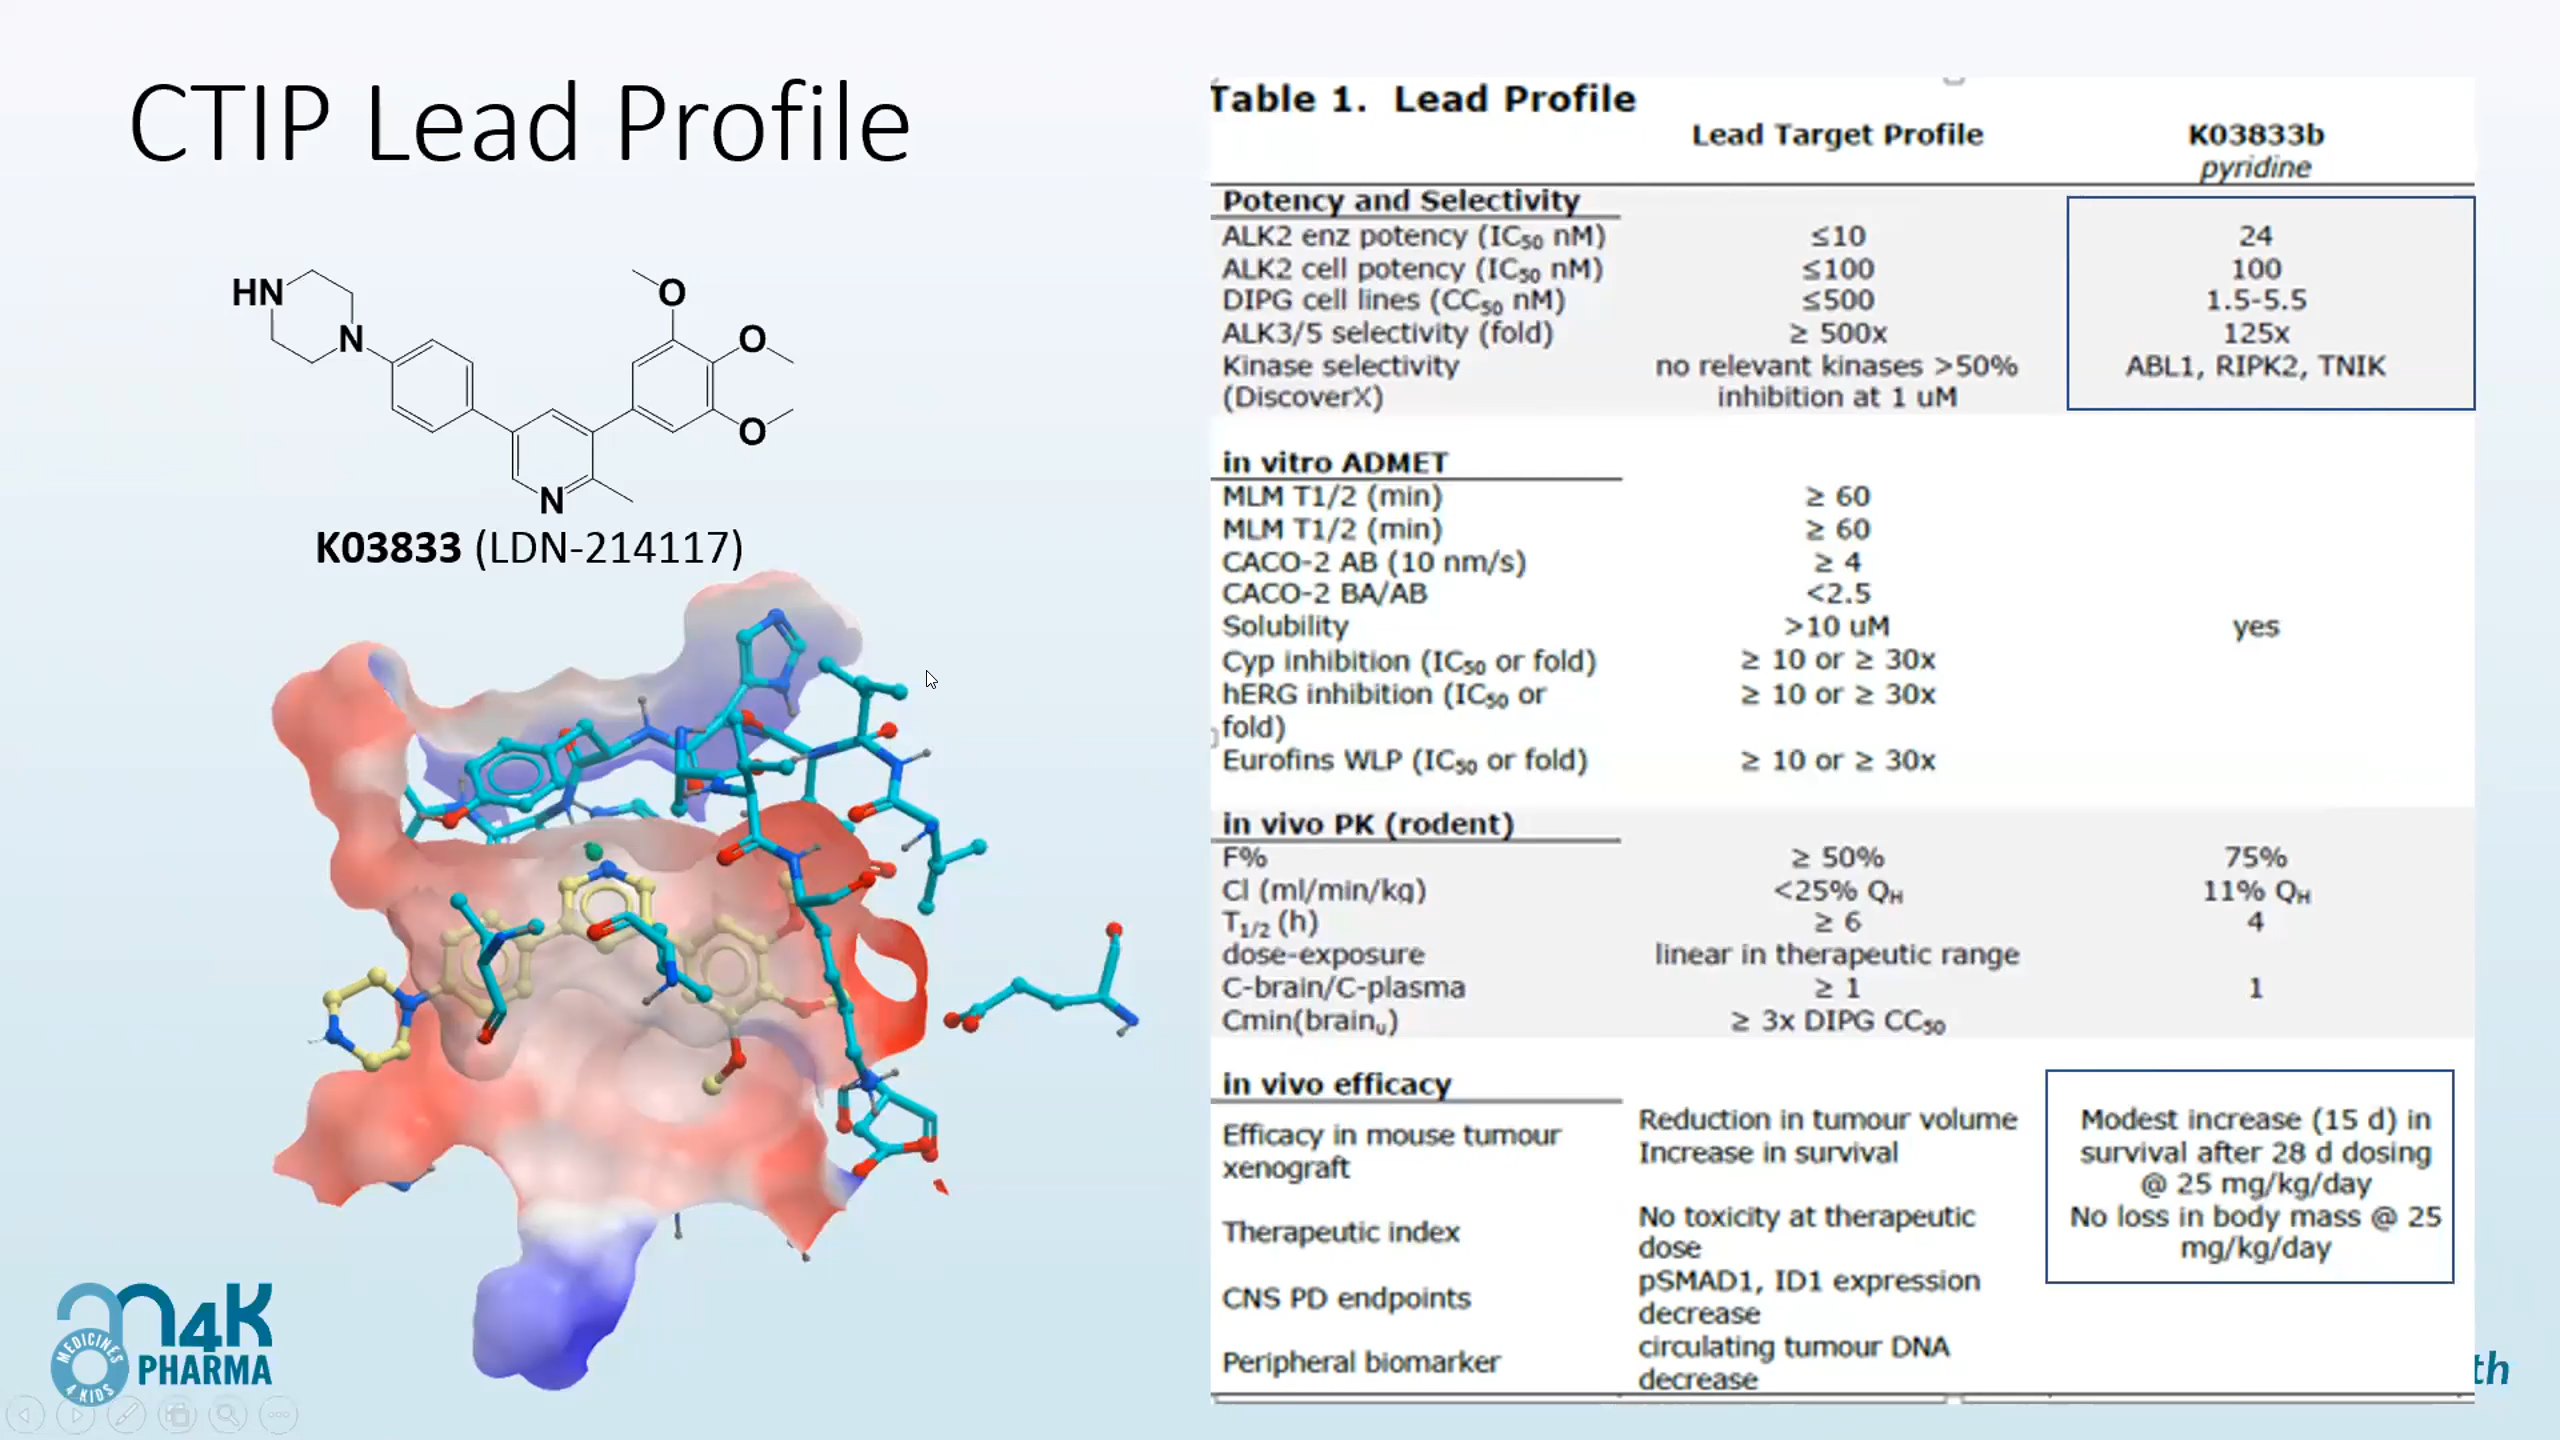 CTIP Lead Profile
HN
N
O
O
O
N
K03833 (LDN-214117)
Table 1. Lead Profile
Lead Target Profile
K03833b
pyridine
Potency and Selectivity
ALK2 enz potency (IC₅₀ nM) ≤10 24
ALK2 cell potency (IC₅₀ nM) ≤100 100
DIPG cell lines (CC₅₀ nM) ≤500 1.5-5.5
ALK3/5 selectivity (fold) ≥ 500x 125x
Kinase selectivity no relevant kinases >50% ABL1, RIPK2, TNIK
(DiscoverX) inhibition at 1 uM
in vitro ADMET
MLM T1/2 (min) ≥ 60
MLM T1/2 (min) ≥ 60
CACO-2 AB (10 nm/s) ≥ 4
CACO-2 BA/AB <2.5
Solubility >10 uM yes
Cyp inhibition (IC₅₀ or fold) ≥ 10 or ≥ 30x
hERG inhibition (IC₅₀ or ≥ 10 or ≥ 30x
fold)
Eurofins WLP (IC₅₀ or fold) ≥ 10 or ≥ 30x
in vivo PK (rodent)
F% ≥ 50% 75%
Cl (ml/min/kg) <25% Q_H 11% Q_H
T₁/₂ (h) ≥ 6 4
dose-exposure linear in therapeutic range
C-brain/C-plasma ≥ 1 1
Cmin(brainᵤ) ≥ 3x DIPG CC₅₀
in vivo efficacy
Efficacy in mouse tumour
xenograft
Reduction in tumour volume
Increase in survival
Modest increase (15 d) in
survival after 28 d dosing
@ 25 mg/kg/day
Therapeutic index
No toxicity at therapeutic
dose
No loss in body mass @ 25
mg/kg/day
CNS PD endpoints
pSMAD1, ID1 expression
decrease
Peripheral biomarker
circulating tumour DNA
decrease
m4K
PHARMA
MEDICINES
4 KIDS
th